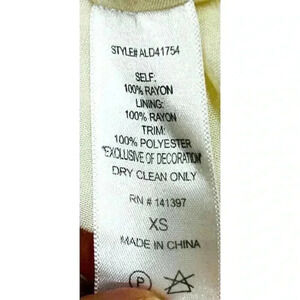 STYLE# ALD41754
SELF:
100% RAYON
LINING:
100% RAYON
TRIM:
100% POLYESTER
"EXCLUSIVE OF DECORATION"
DRY CLEAN ONLY
RN # 141397
XS
MADE IN CHINA
P